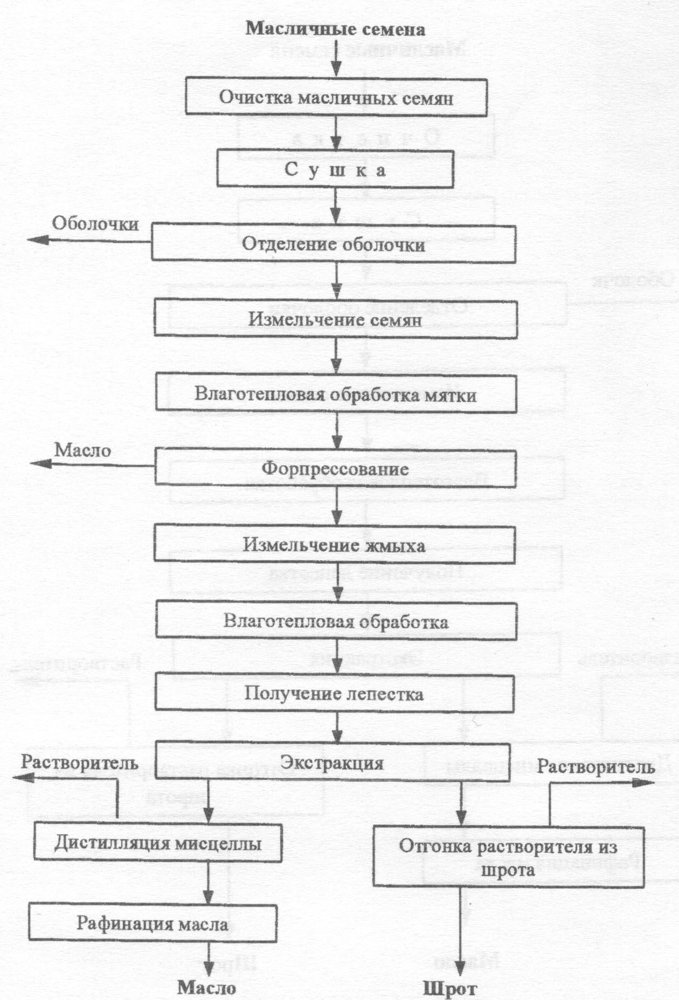 Масличные семена
Очистка масличных семян
Сушка
Оболочки
Отделение оболочки
Измельчение семян
Влаготепловая обработка мятки
Масло
Форпрессование
Измельчение жмыха
Влаготепловая обработка
Получение лепестка
Экстракция
Растворитель
Растворитель
Дистилляция мисцеллы
Отгонка растворителя из
шрота
Рафинация масла
Масло
Шрот